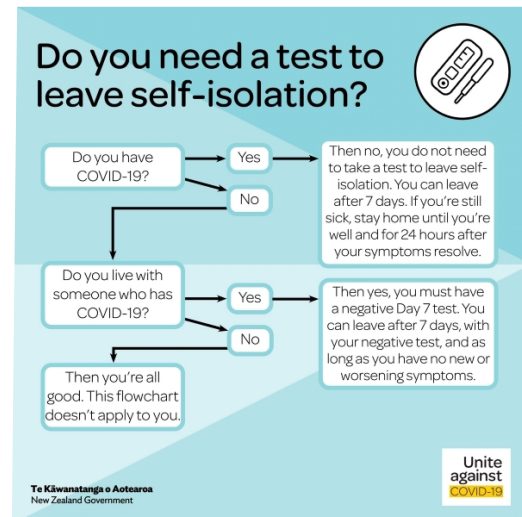 Do you need a test to
leave self-isolation?
Do you have
COVID-19?
Yes
No
Then no, you do not need
to take a test to leave self-
isolation. You can leave
after 7 days. If you're still
sick, stay home until you're
well and for 24 hours after
your symptoms resolve.
Do you live with
someone who has
COVID-19?
Yes
No
Then yes, you must have
a negative Day 7 test. You
can leave after 7 days, with
your negative test, and as
long as you have no new or
worsening symptoms.
Then you're all
good. This flowchart
doesn't apply to you.
Te Kāwanatanga o Aotearoa
New Zealand Government
Unite
against
COVID-19